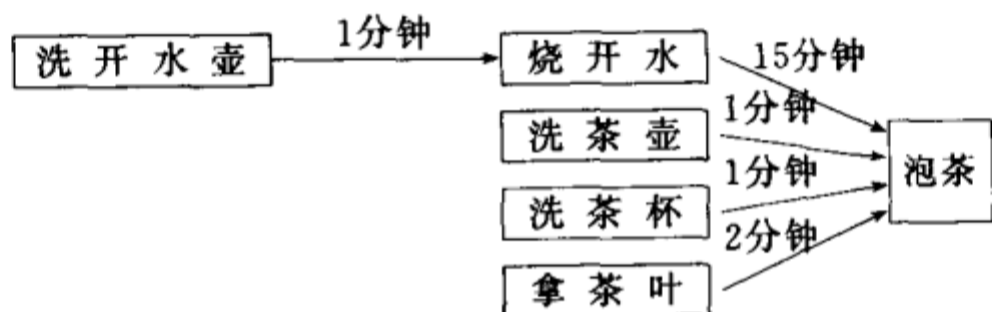 1分钟
洗开水壶
烧开水
15分钟
洗茶壶
1分钟
泡茶
洗茶杯
1分钟
拿茶叶
2分钟